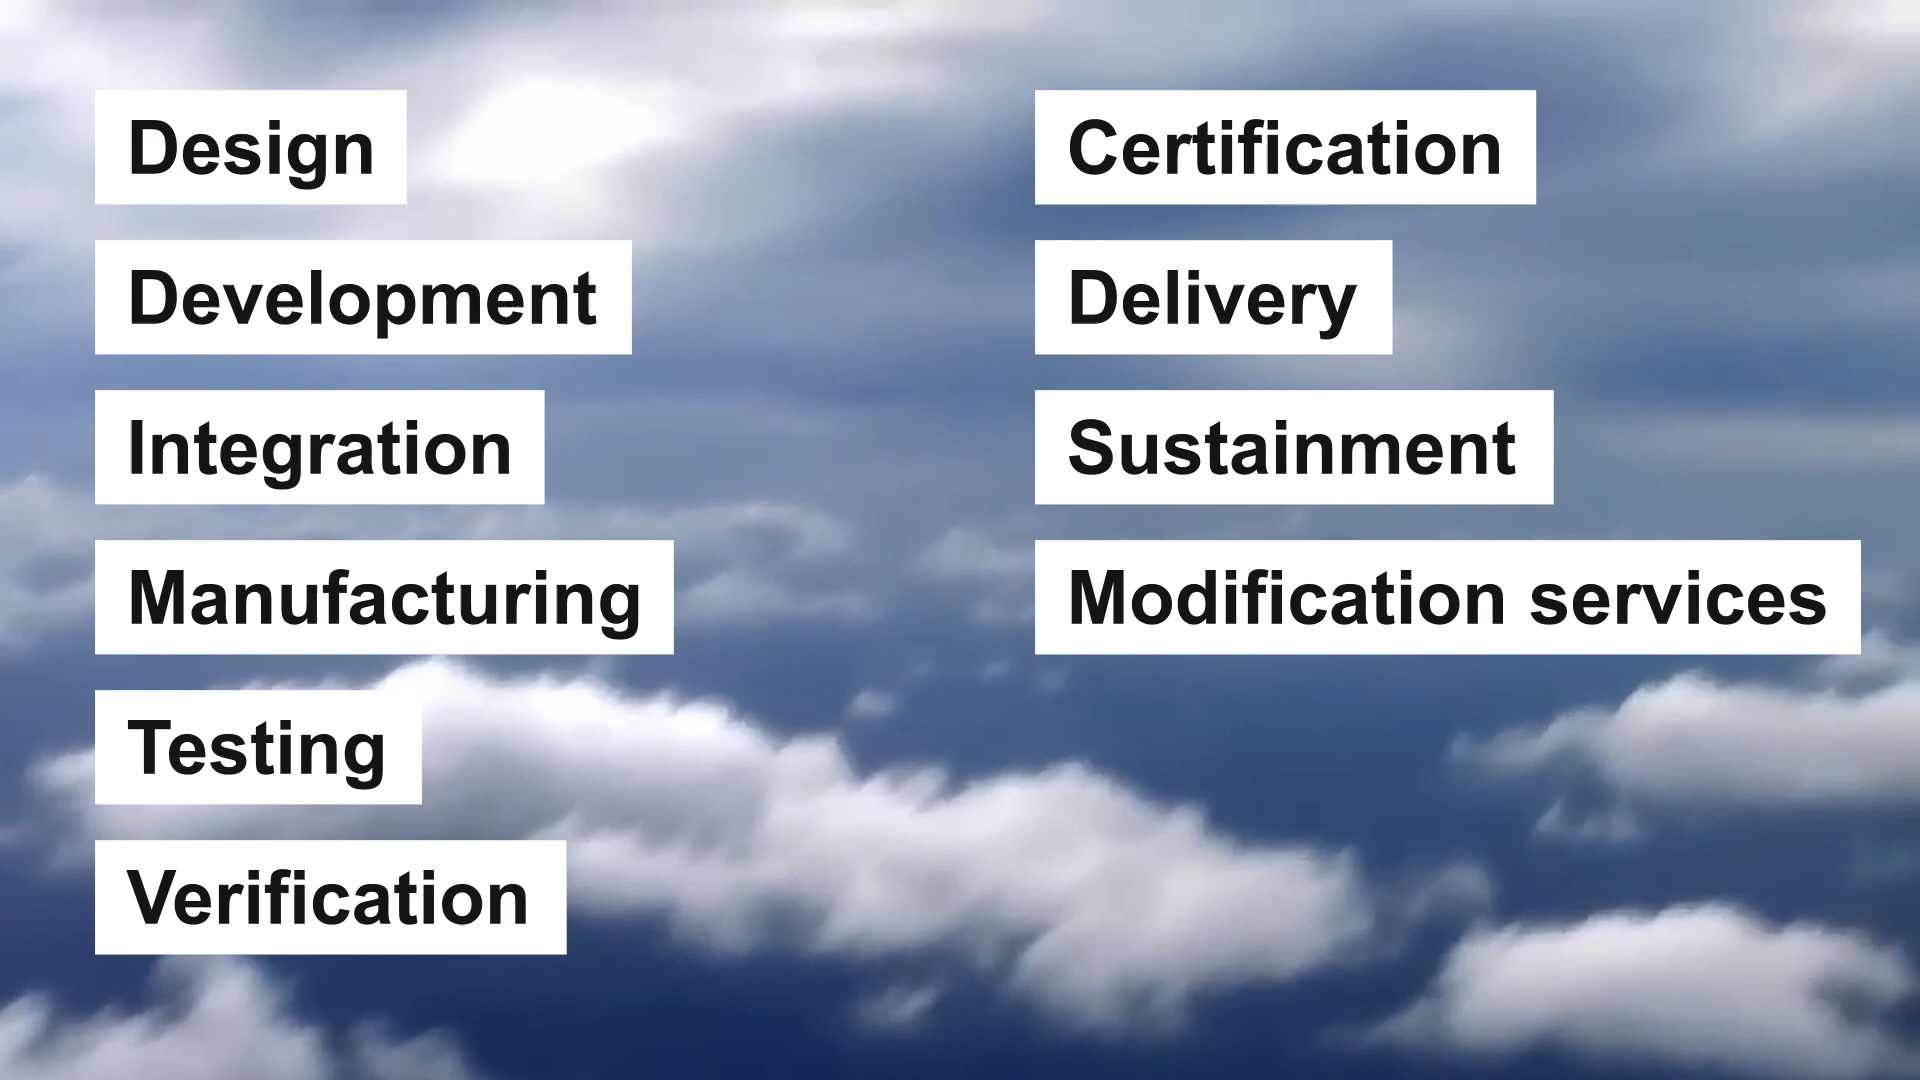 Design
Development
Integration
Manufacturing
Testing
Verification
Certification
Delivery
Sustainment
Modification services